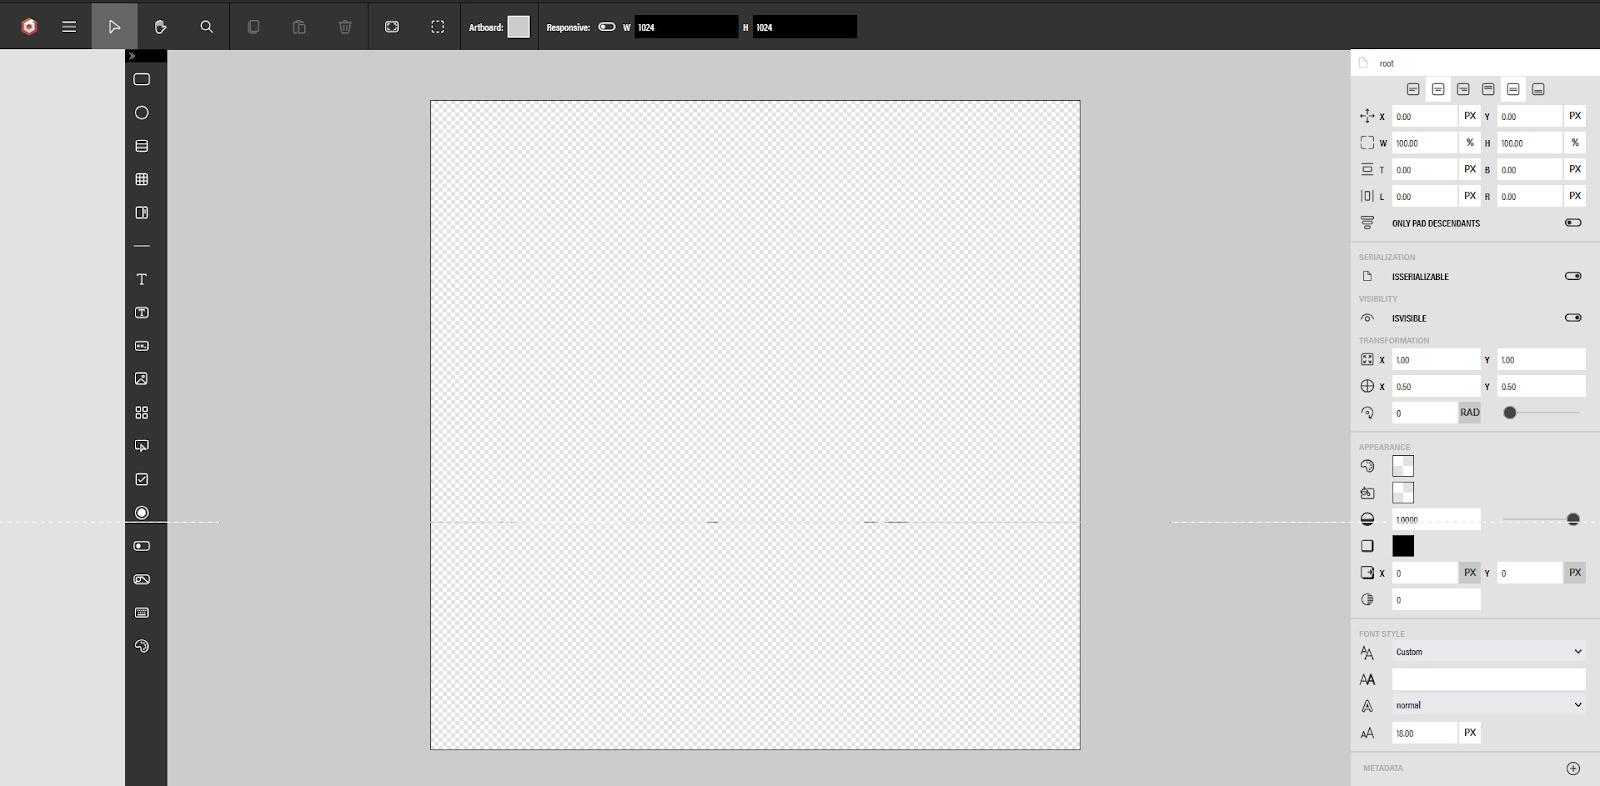 Artboard: Responsive: W 1024 H 1024
root
X 0.00 PX Y 0.00 PX
W 100.00 % H 100.00 %
T 0.00 PX B 0.00 PX
L 0.00 PX R 0.00 PX
ONLY PAD DESCENDANTS
SERIALIZATION
ISSERIALIZABLE
VISIBILITY
ISVISIBLE
TRANSFORMATION
X 1.00 Y 1.00
X 0.50 Y 0.50
0 RAD
APPEARANCE
1.0000
X 0 PX Y 0 PX
0
FONT STYLE
Custom
normal
18.00 PX
METADATA